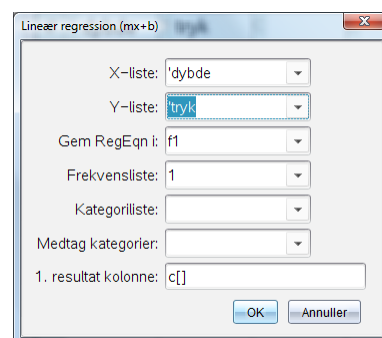 Lineær regression (mx+b)
X-liste: 'dybde
Y-liste: 'tryk
Gem RegEqn i: f1
Frekvensliste: 1
Kategoriliste:
Medtag kategorier:
1. resultat kolonne: c[]
OK Annuller